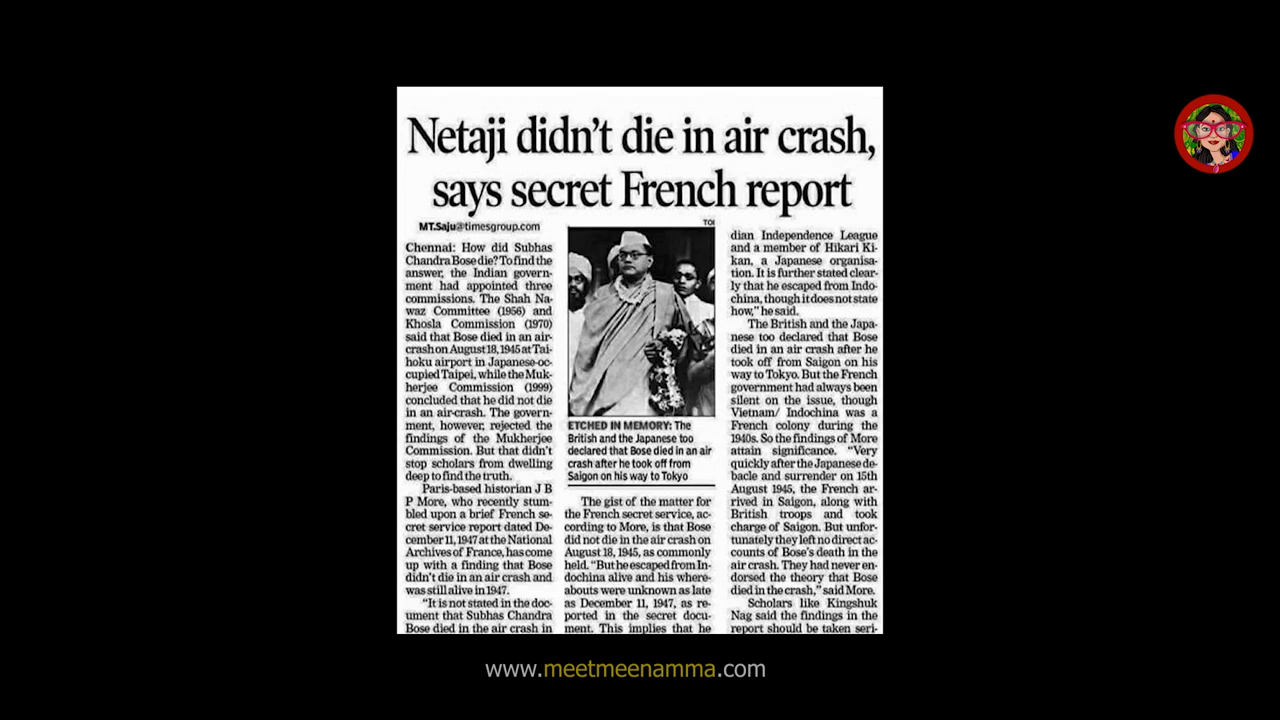 Netaji didn't die in air crash,
says secret French report
MT.Saju@timesgroup.com
Chennai: How did Subhas
Chandra Bose die? To find the
answer, the Indian govern-
ment had appointed three
commissions. The Shah Na-
waz Committee (1956) and
Khosla Commission (1970)
said that Bose died in an air-
crash on August 18, 1945 at Tai-
hoku airport in Japanese-oc-
cupied Taipei, while the Muk-
herjee Commission (1999)
concluded that he did not die
in an air-crash. The govern-
ment, however, rejected the
findings of the Mukherjee
Commission. But that didn't
stop scholars from dwelling
deep to find the truth.
Paris-based historian J B
P More, who recently stum-
bled upon a brief French se-
cret service report dated De-
cember 11, 1947 at the National
Archives of France, has come
up with a finding that Bose
didn't die in an air crash and
was still alive in 1947.
"It is not stated in the doc-
ument that Subhas Chandra
Bose died in the air crash in
TOI
ETCHED IN MEMORY: The
British and the Japanese too
declared that Bose died in an air
crash after he took off from
Saigon on his way to Tokyo
The gist of the matter for
the French secret service, ac-
cording to More, is that Bose
did not die in the air crash on
August 18, 1945, as commonly
held. "But he escaped from In-
dochina alive and his where-
abouts were unknown as late
as December 11, 1947, as re-
ported in the secret docu-
ment. This implies that he
dian Independence League
and a member of Hikari Ki-
kan, a Japanese organisa-
tion. It is further stated clear-
ly that he escaped from Indo-
china, though it does not state
how," he said.
The British and the Japa-
nese too declared that Bose
died in an air crash after he
took off from Saigon on his
way to Tokyo. But the French
government had always been
silent on the issue, though
Vietnam/ Indochina was a
French colony during the
1940s. So the findings of More
attain significance. "Very
quickly after the Japanese de-
bacle and surrender on 15th
August 1945, the French ar-
rived in Saigon, along with
British troops and took
charge of Saigon. But unfor-
tunately they left no direct ac-
counts of Bose's death in the
air crash. They had never en-
dorsed the theory that Bose
died in the crash," said More.
Scholars like Kingshuk
Nag said the findings in the
report should be taken seri-
www.meetmeenamma.com